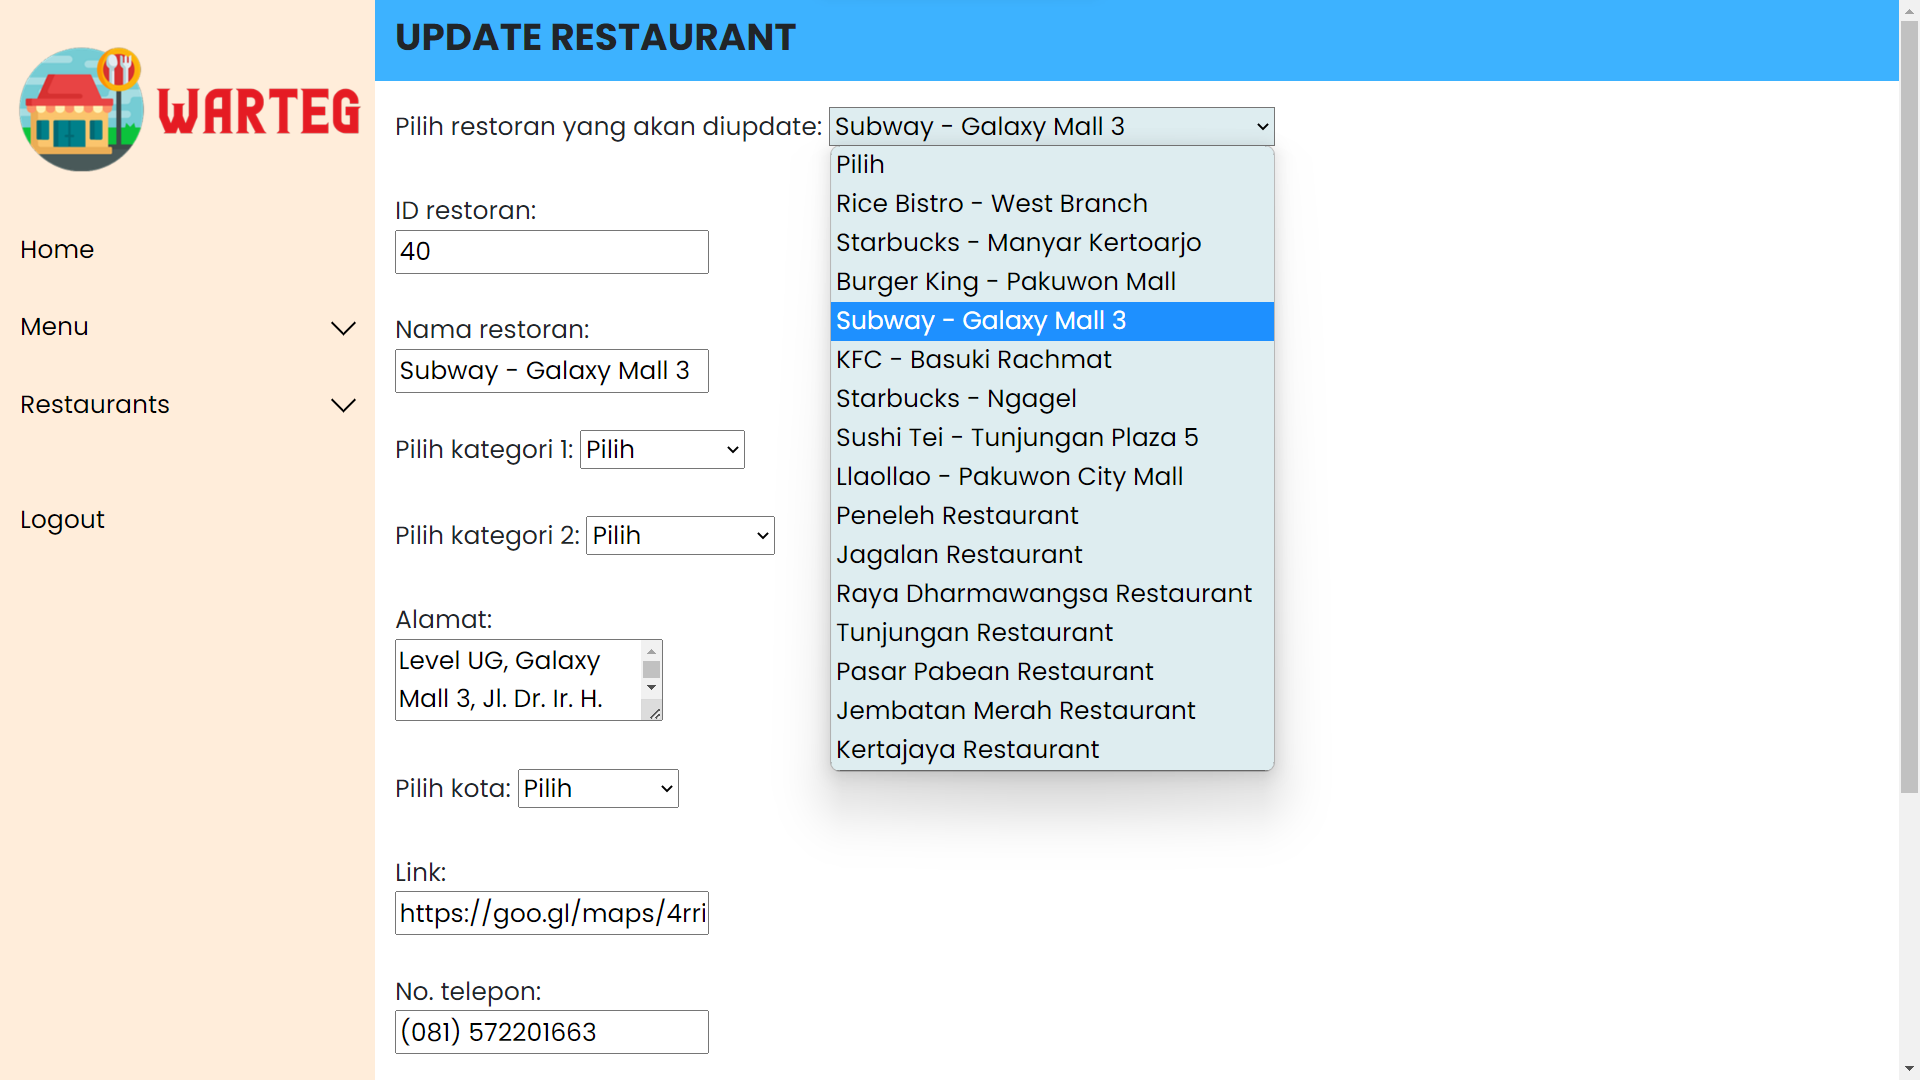 WARTEG
Home
Menu
Restaurants
Logout
UPDATE RESTAURANT
Pilih restoran yang akan diupdate: Subway - Galaxy Mall 3
Pilih
Rice Bistro - West Branch
Starbucks - Manyar Kertoarjo
Burger King - Pakuwon Mall
Subway - Galaxy Mall 3
KFC - Basuki Rachmat
Starbucks - Ngagel
Sushi Tei - Tunjungan Plaza 5
Llaollao - Pakuwon City Mall
Peneleh Restaurant
Jagalan Restaurant
Raya Dharmawangsa Restaurant
Tunjungan Restaurant
Pasar Pabean Restaurant
Jembatan Merah Restaurant
Kertajaya Restaurant
ID restoran:
40
Nama restoran:
Subway - Galaxy Mall 3
Pilih kategori 1: Pilih
Pilih kategori 2: Pilih
Alamat:
Level UG, Galaxy
Mall 3, Jl. Dr. Ir. H.
Pilih kota: Pilih
Link:
https://goo.gl/maps/4rri
No. telepon:
(081) 572201663